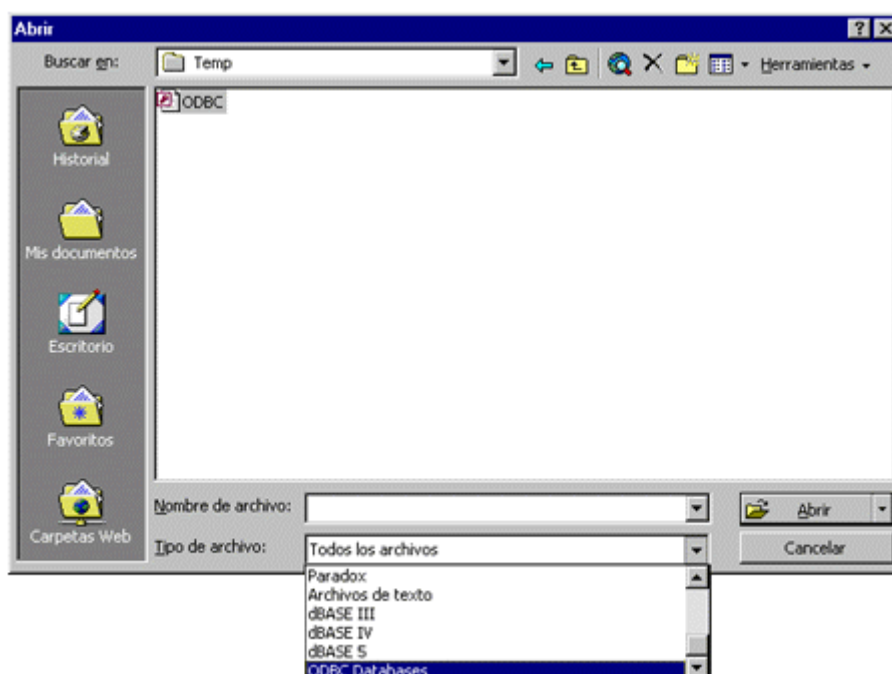 Abrir
Buscar en: Temp Herramientas
ODBC
Historial
Mis documentos
Escritorio
Favoritos
Carpetas Web
Nombre de archivo: Abrir
Tipo de archivo: Todos los archivos Cancelar
Paradox
Archivos de texto
dBASE III
dBASE IV
dBASE 5
ODBC Databases